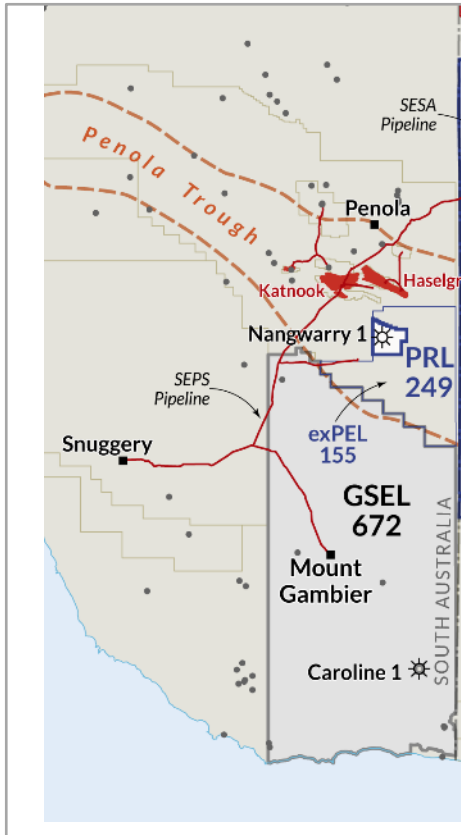 SESA
Pipeline
Penola Trough
Penola
Katnook
Haselgr
Nangwarry 1
PRL
249
SEPS
Pipeline
exPEL
155
Snuggery
GSEL
672
Mount
Gambier
SOUTH AUSTRALIA
Caroline 1